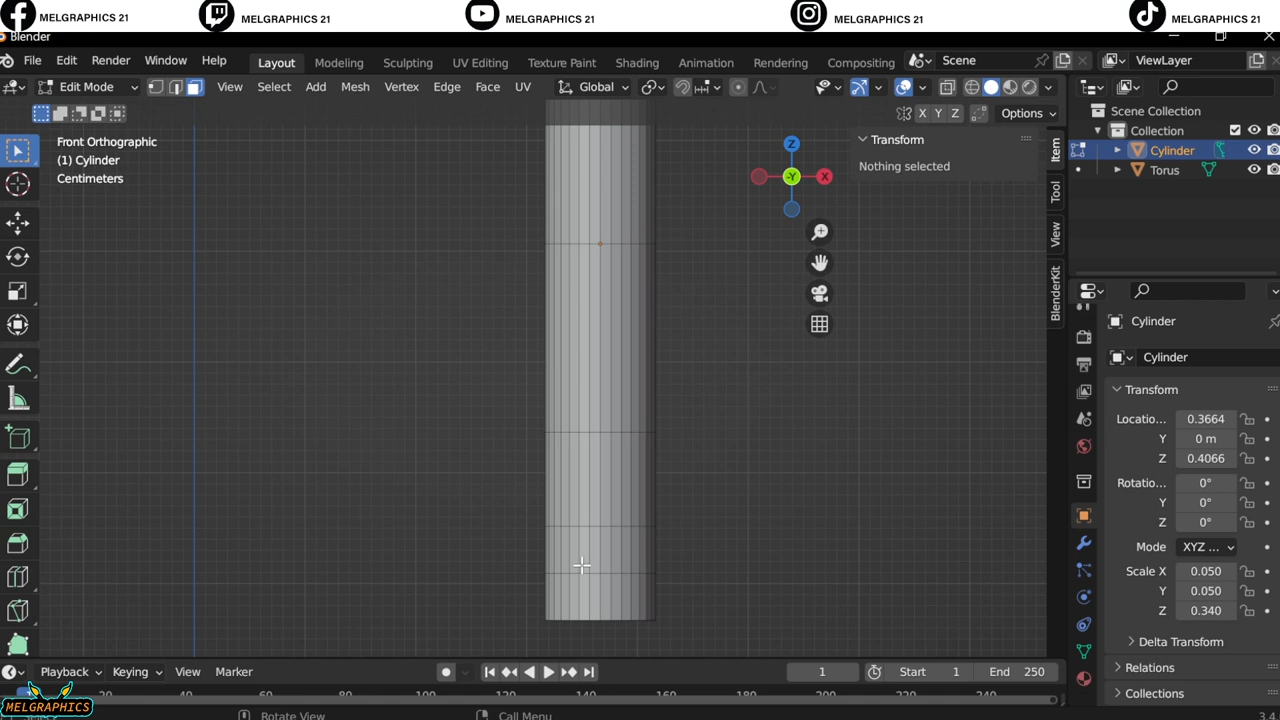 MELGRAPHICS 21 MELGRAPHICS 21 MELGRAPHICS 21 MELGRAPHICS 21 MELGRAPHICS 21
Blender
File Edit Render Window Help Layout Modeling Sculpting UV Editing Texture Paint Shading Animation Rendering Compositing Scene ViewLayer
Edit Mode View Select Add Mesh Vertex Edge Face UV Global
X Y Z Options
Scene Collection
Collection
Cylinder
Torus
Front Orthographic
(1) Cylinder
Centimeters
Transform
Nothing selected
Z
-Y
X
Item
Tool
View
BlenderKit
Cylinder
Cylinder
Transform
Locatio... 0.3664
Y 0 m
Z 0.4066
Rotatio... 0°
Y 0°
Z 0°
Mode XYZ ...
Scale X 0.050
Y 0.050
Z 0.340
Delta Transform
Relations
Collections
Playback Keying View Marker 1 Start 1 End 250
20 60 80 100 120 140 160 180 200 220 240
MELGRAPHICS
Rotate View Call Menu 3.4